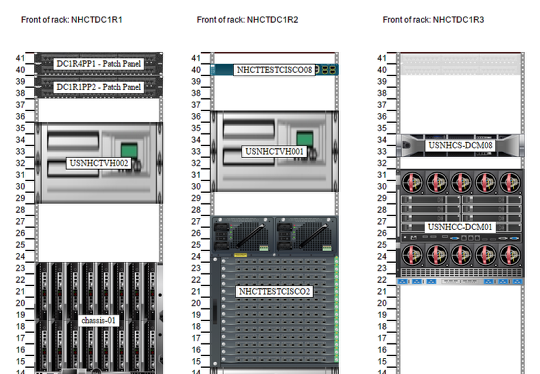 Front of rack: NHCTDC1R1
Front of rack: NHCTDC1R2
Front of rack: NHCTDC1R3
41 41 41
40 DC1R4PP1 - Patch Panel 40 NHCTTESTCISCO08 40
39 39 39
38 DC1R1PP2 - Patch Panel 38 38
37 37 37
36 36 36
35 35 35
34 34 34
33 33 33 USNHCS-DCM08
32 USNHCTVH002 32 USNHCTVH001 32
31 31 31
30 30 30
29 29 29
28 28 28
27 27 27
26 26 26 USNHCC-DCM01
25 25 25
24 24 24
23 23 23
22 22 22
21 21 NHCTTESTCISCO2 21
20 20 20
19 19 19
18 chassis-01 18 18
17 17 17
16 16 16
15 15 15
14 14 14